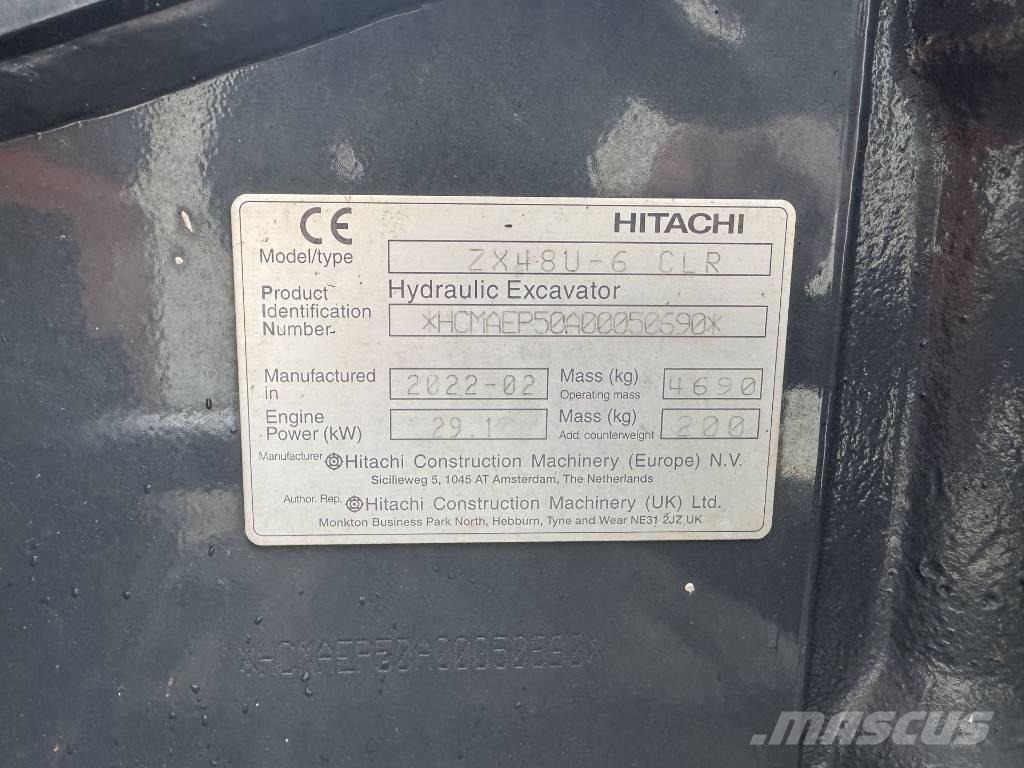 CE HITACHI
Model/type ZX48U-6 CLR
Product Hydraulic Excavator
Identification
Number *HCMAEP50A00050690*
Manufactured in 2022-02 Mass (kg) Operating mass 4690
Engine Power (kW) 29.1 Mass (kg) Add. counterweight 200
Manufacturer Hitachi Construction Machinery (Europe) N.V.
Sicilieweg 5, 1045 AT Amsterdam, The Netherlands
Author. Rep. Hitachi Construction Machinery (UK) Ltd.
Monkton Business Park North, Hebburn, Tyne and Wear NE31 2JZ UK
*HCMAEP50A00050690*
MASCUS